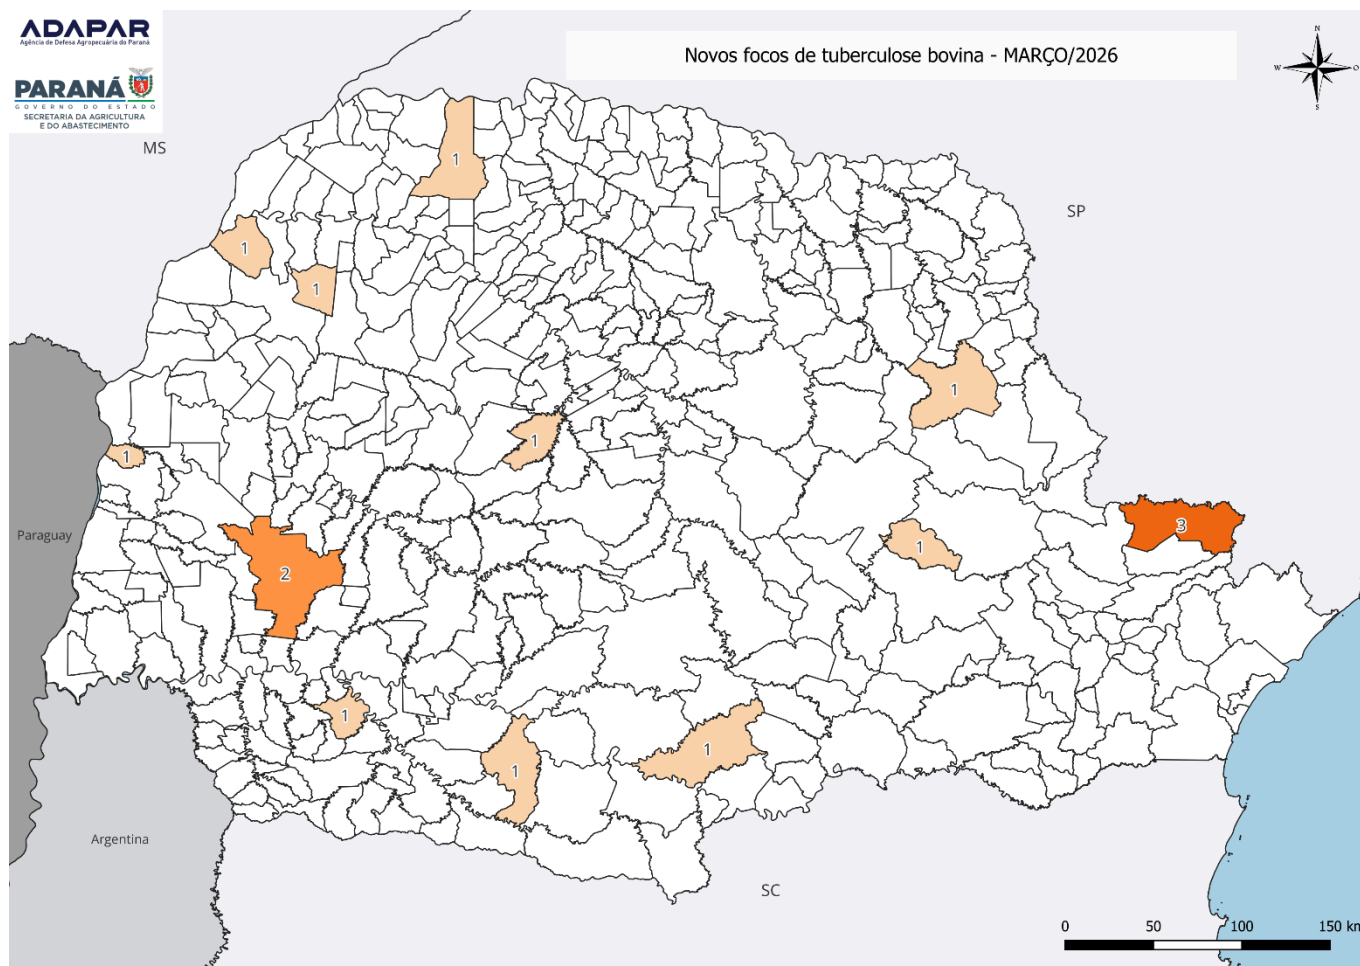 ADAPAR
Agência de Defesa Agropecuária do Paraná
PARANÁ
GOVERNO DO ESTADO
SECRETARIA DA AGRICULTURA
E DO ABASTECIMENTO
Novos focos de tuberculose bovina - MARÇO/2026
N
W
O
S
MS
SP
1
1
1
1
1
1
3
1
Paraguay
2
1
1
1
Argentina
SC
0
50
100
150 km